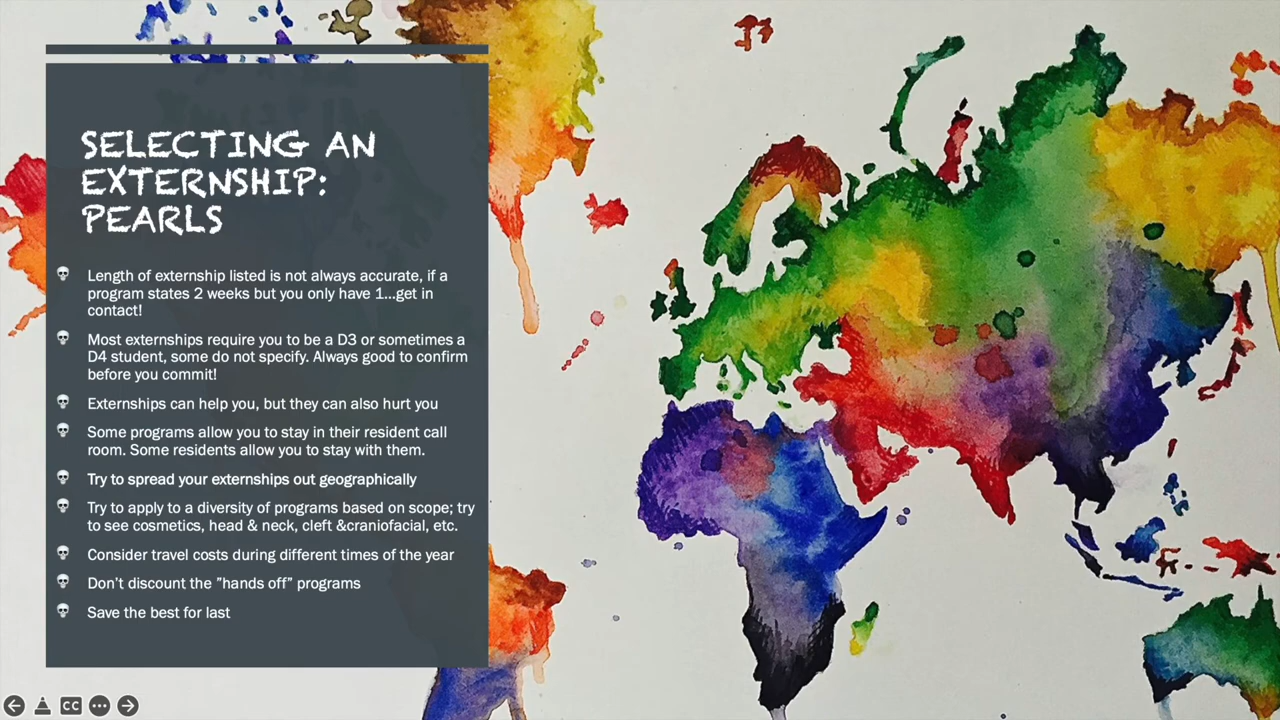 SELECTING AN
EXTERNSHIP:
PEARLS
Length of externship listed is not always accurate, if a
program states 2 weeks but you only have 1...get in
contact!
Most externships require you to be a D3 or sometimes a
D4 student, some do not specify. Always good to confirm
before you commit!
Externships can help you, but they can also hurt you
Some programs allow you to stay in their resident call
room. Some residents allow you to stay with them.
Try to spread your externships out geographically
Try to apply to a diversity of programs based on scope; try
to see cosmetics, head & neck, cleft &craniofacial, etc.
Consider travel costs during different times of the year
Don't discount the ”hands off” programs
Save the best for last
CC